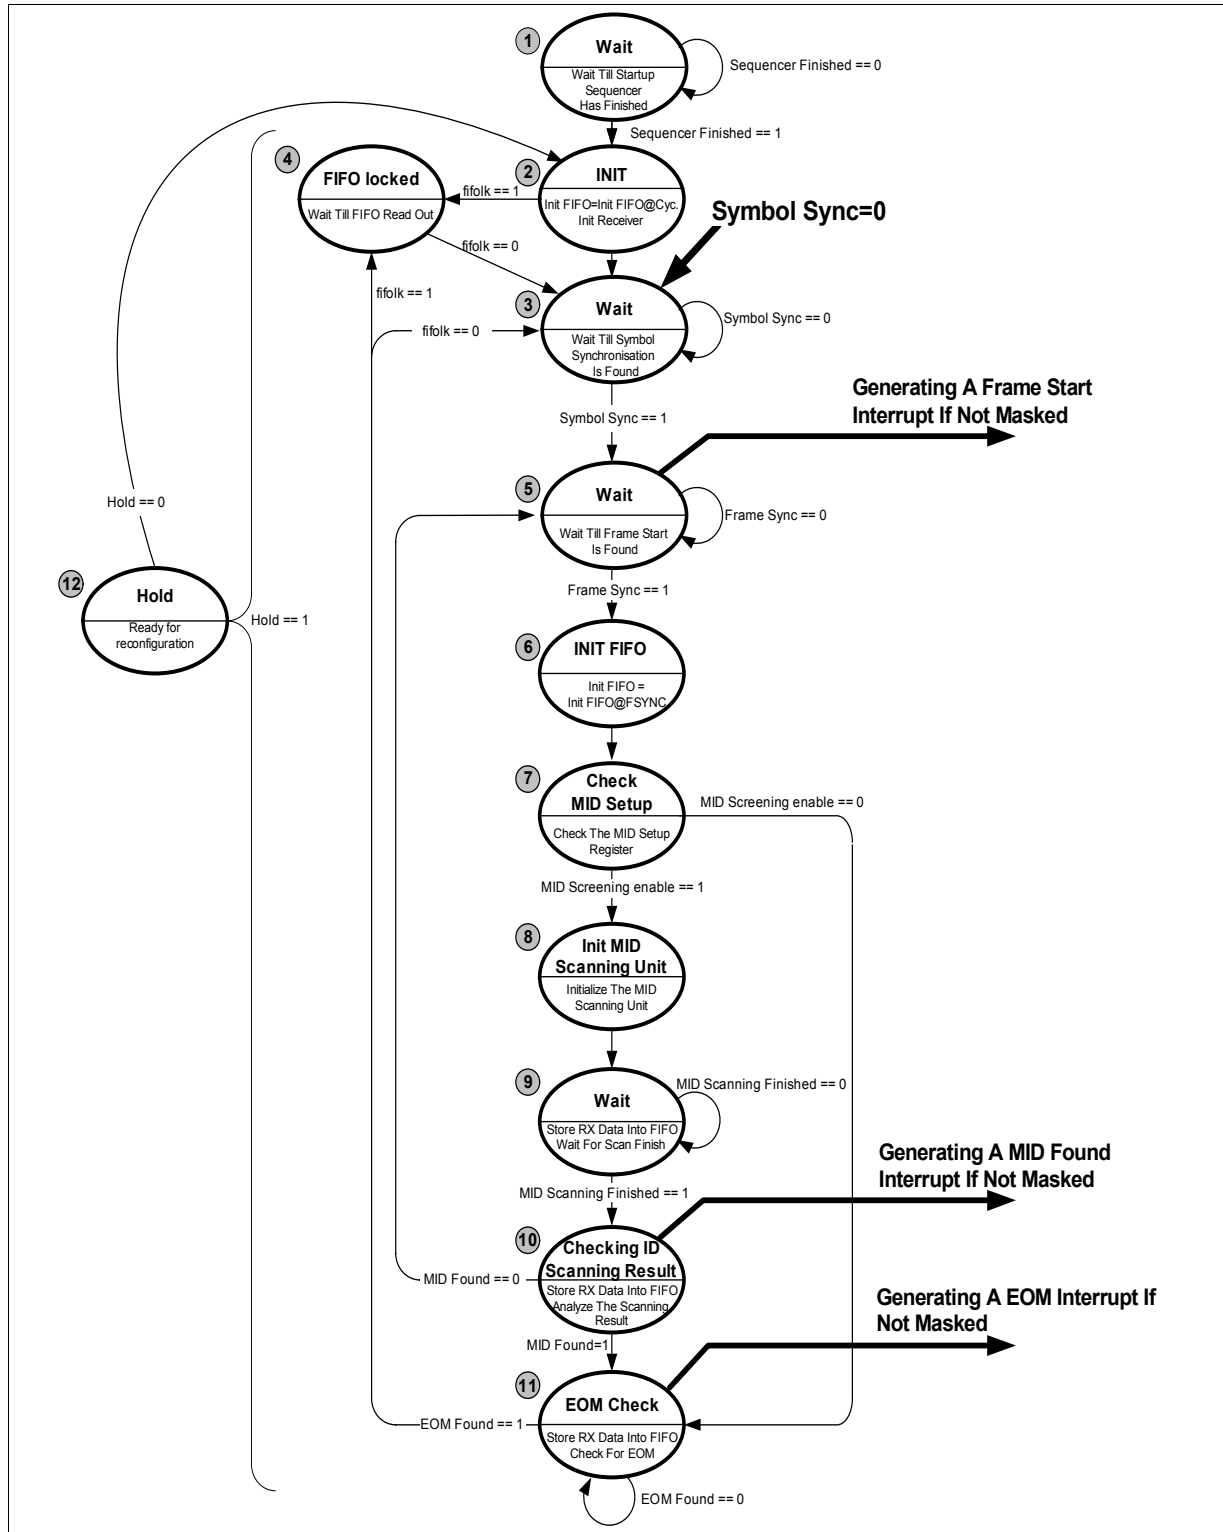 1
Wait
Wait Till Startup
Sequencer
Has Finished
Sequencer Finished == 0
Sequencer Finished == 1
4
FIFO locked
Wait Till FIFO Read Out
fifolk == 1
2
INIT
Init FIFO=Init FIFO@Cyc.
Init Receiver
Symbol Sync=0
fifolk == 0
fifolk == 1
3
Wait
Wait Till Symbol
Synchronisation
Is Found
Symbol Sync == 0
fifolk == 0
Symbol Sync == 1
Generating A Frame Start
Interrupt If Not Masked
5
Wait
Wait Till Frame Start
Is Found
Frame Sync == 0
Hold == 0
Frame Sync == 1
12
Hold
Ready for
reconfiguration
Hold == 1
6
INIT FIFO
Init FIFO =
Init FIFO@FSYNC
7
Check
MID Setup
Check The MID Setup
Register
MID Screening enable == 0
MID Screening enable == 1
8
Init MID
Scanning Unit
Initialize The MID
Scanning Unit
9
Wait
Store RX Data Into FIFO
Wait For Scan Finish
MID Scanning Finished == 0
MID Scanning Finished == 1
Generating A MID Found
Interrupt If Not Masked
10
Checking ID
Scanning Result
Store RX Data Into FIFO
Analyze The Scanning
Result
MID Found == 0
MID Found=1
Generating A EOM Interrupt If
Not Masked
11
EOM Check
Store RX Data Into FIFO
Check For EOM
EOM Found == 1
EOM Found == 0